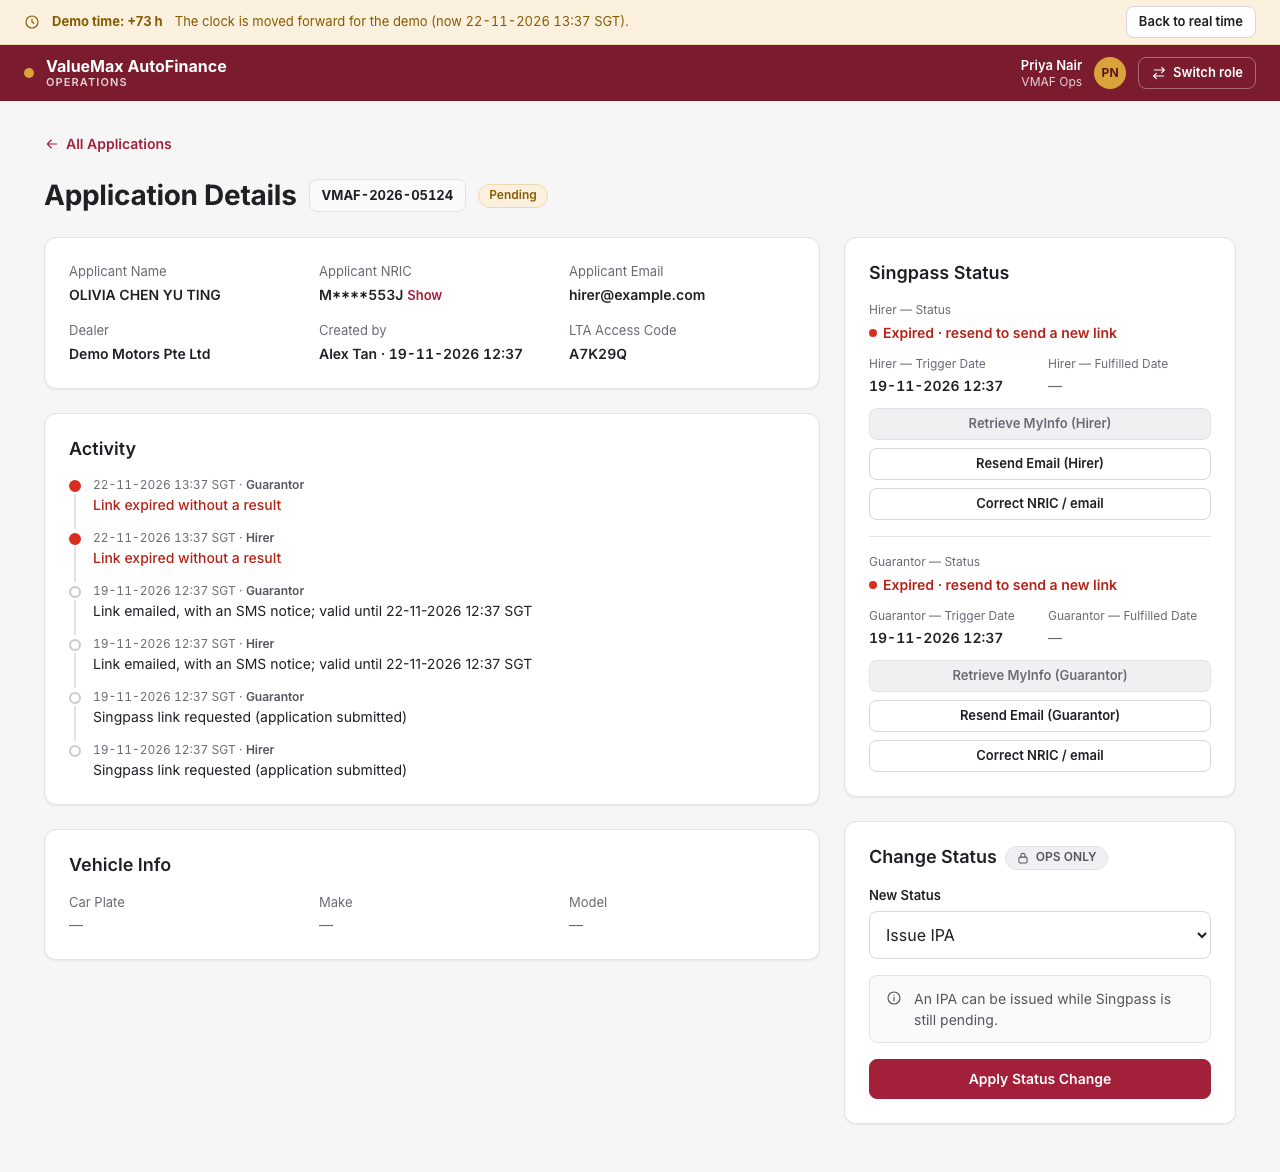 Demo time: +73 h The clock is moved forward for the demo (now 22-11-2026 13:37 SGT).
Back to real time
ValueMax AutoFinance
OPERATIONS
Priya Nair
VMAF Ops
PN
Switch role
← All Applications
Application Details VMAF-2026-05124 Pending
Applicant Name
OLIVIA CHEN YU TING
Applicant NRIC
M****553J Show
Applicant Email
hirer@example.com
Dealer
Demo Motors Pte Ltd
Created by
Alex Tan · 19-11-2026 12:37
LTA Access Code
A7K29Q
Activity
22-11-2026 13:37 SGT · Guarantor
Link expired without a result
22-11-2026 13:37 SGT · Hirer
Link expired without a result
19-11-2026 12:37 SGT · Guarantor
Link emailed, with an SMS notice; valid until 22-11-2026 12:37 SGT
19-11-2026 12:37 SGT · Hirer
Link emailed, with an SMS notice; valid until 22-11-2026 12:37 SGT
19-11-2026 12:37 SGT · Guarantor
Singpass link requested (application submitted)
19-11-2026 12:37 SGT · Hirer
Singpass link requested (application submitted)
Vehicle Info
Car Plate
—
Make
—
Model
—
Singpass Status
Hirer — Status
Expired · resend to send a new link
Hirer — Trigger Date
19-11-2026 12:37
Hirer — Fulfilled Date
—
Retrieve MyInfo (Hirer)
Resend Email (Hirer)
Correct NRIC / email
Guarantor — Status
Expired · resend to send a new link
Guarantor — Trigger Date
19-11-2026 12:37
Guarantor — Fulfilled Date
—
Retrieve MyInfo (Guarantor)
Resend Email (Guarantor)
Correct NRIC / email
Change Status OPS ONLY
New Status
Issue IPA
An IPA can be issued while Singpass is
still pending.
Apply Status Change